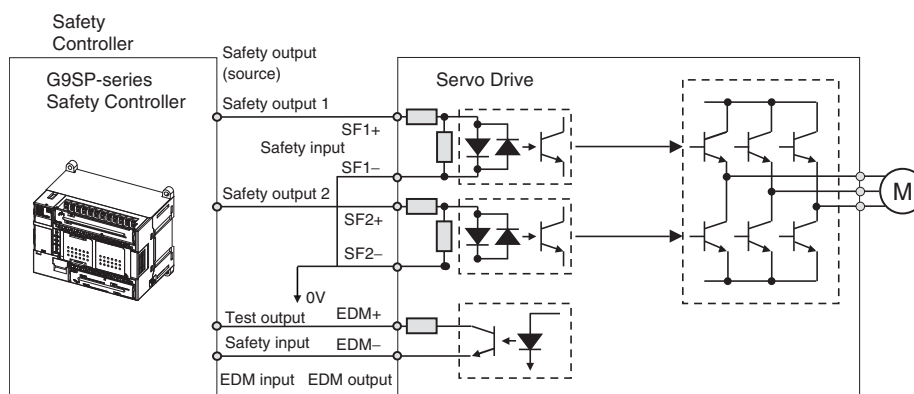 Safety
Controller
G9SP-series
Safety Controller
Safety output
(source)
Servo Drive
Safety output 1
SF1+
Safety input
SF1−
Safety output 2
SF2+
SF2−
0V
Test output
EDM+
Safety input
EDM−
EDM input
EDM output
M